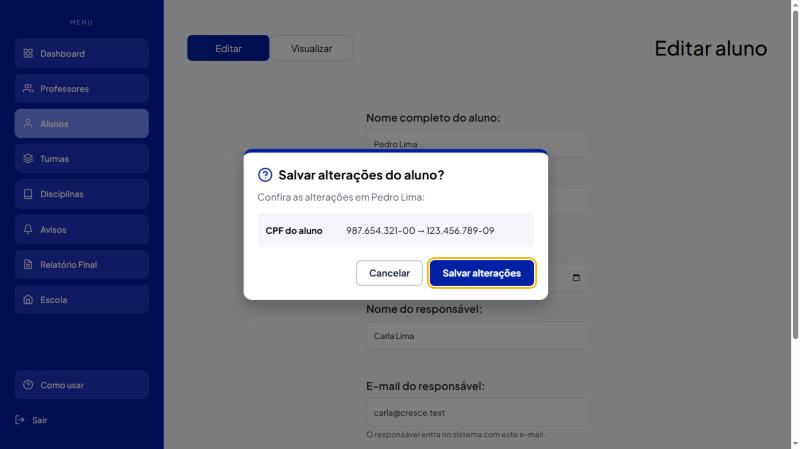 MENU
Dashboard
Professores
Alunos
Turmas
Disciplinas
Avisos
Relatório Final
Escola
Como usar
Sair
Editar
Visualizar
Editar aluno
Nome completo do aluno:
Pedro Lima
Salvar alterações do aluno?
Confira as alterações em Pedro Lima:
CPF do aluno 987.654.321-00 → 123.456.789-09
Cancelar
Salvar alterações
Nome do responsável:
Carla Lima
E-mail do responsável:
carla@cresce.test
O responsável entra no sistema com este e-mail.